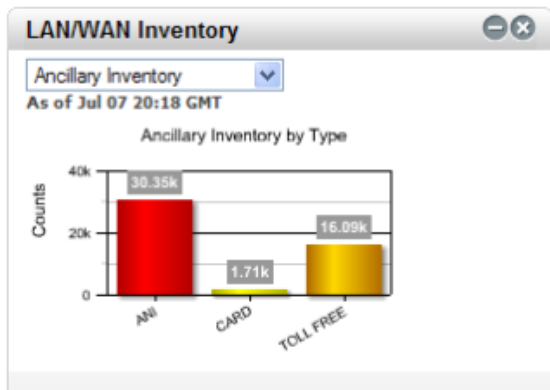 LAN/WAN Inventory
Ancillary Inventory
As of Jul 07 20:18 GMT
Ancillary Inventory by Type
Counts
40k
20k
0
30.35k
1.71k
16.09k
ANI
CARD
TOLL FREE